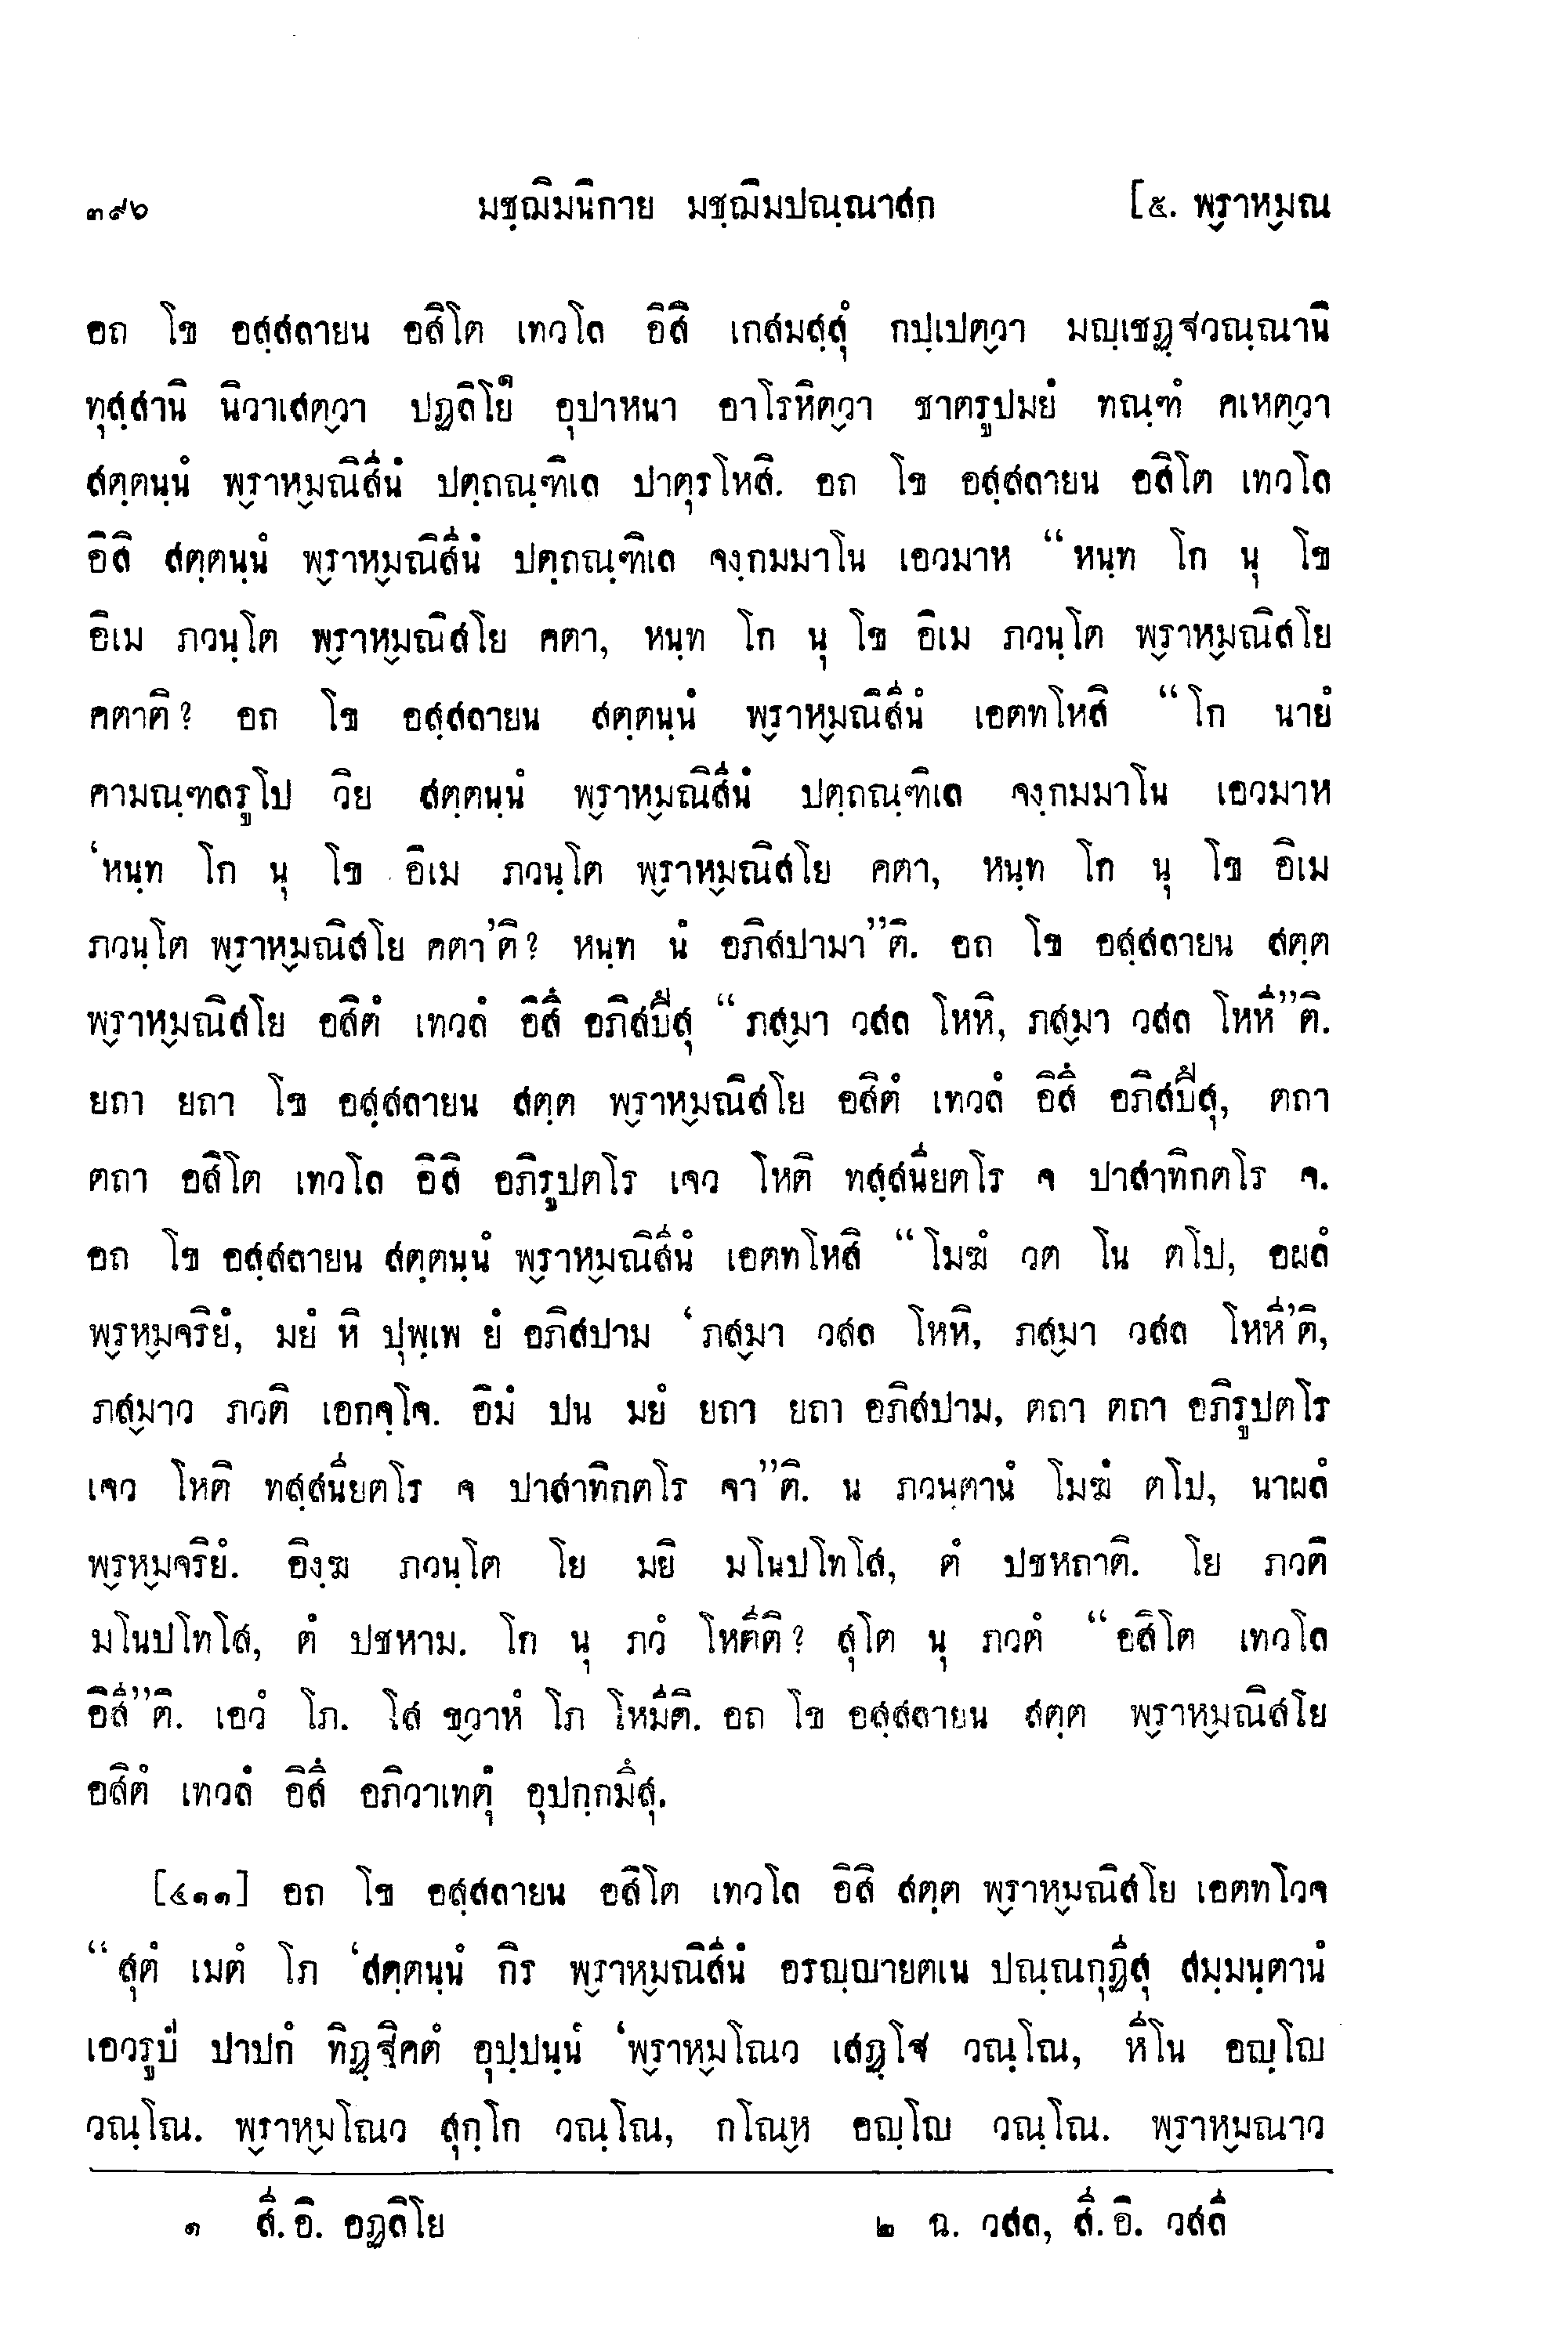 ๓๙๖ มชฺฌิมนิกาย มชฺฌิมปณฺณาสก [๕. พฺราหฺมณ
อถ โข อสฺสลายน อสิโต เทวโล อิสิ เกสมสฺสุํ กปฺเปตฺวา มญฺเชฏฺฐวณฺณานิ
ทุสฺสานิ นิวาเสตฺวา ปฏลิโย๑ อุปาหนา อาโรหิตฺวา ชาตรูปมยํ ทณฺฑํ คเหตฺวา
สตฺตนฺนํ พฺราหฺมณิสีนํ ปตฺถณฺฑิเล ปาตุรโหสิ. อถ โข อสฺสลายน อสิโต เทวโล
อิสิ สตฺตนฺนํ พฺราหฺมณิสีนํ ปตฺถณฺฑิเล จงฺกมมาโน เอวมาห “หนฺท โก นุ โข
อิเม ภวนฺโต พฺราหฺมณิสโย คตา, หนฺท โก นุ โข อิเม ภวนฺโต พฺราหฺมณิสโย
คตาติ? อถ โข อสฺสลายน สตฺตนฺนํ พฺราหฺมณิสีนํ เอตทโหสิ “โก นายํ
คามณฺฑลรูโป วิย สตฺตนฺนํ พฺราหฺมณิสีนํ ปตฺถณฺฑิเล จงฺกมมาโน เอวมาห
‘หนฺท โก นุ โข อิเม ภวนฺโต พฺราหฺมณิสโย คตา, หนฺท โก นุ โข อิเม
ภวนฺโต พฺราหฺมณิสโย คตา’ติ? หนฺท นํ อภิสปามา”ติ. อถ โข อสฺสลายน สตฺต
พฺราหฺมณิสโย อสิตํ เทวลํ อิสึ อภิสปึสุ “ภสฺมา วสล โหหิ, ภสฺมา วสล โหหี”ติ.
ยถา ยถา โข อสฺสลายน สตฺต พฺราหฺมณิสโย อสิตํ เทวลํ อิสึ อภิสปึสุ, ตถา
ตถา อสิโต เทวโล อิสิ อภิรูปตโร เจว โหติ ทสฺสนียตโร จ ปาสาทิกตโร จ.
อถ โข อสฺสลายน สตฺตนฺนํ พฺราหฺมณิสีนํ เอตทโหสิ “โมฆํ วต โน ตโป, อผลํ
พฺรหฺมจริยํ, มยํ หิ ปุพฺเพ ยํ อภิสปาม ‘ภสฺมา วสล โหหิ, ภสฺมา วสล โหหี’ติ,
ภสฺมาว ภวติ เอกจฺโจ. อิมํ ปน มยํ ยถา ยถา อภิสปาม, ตถา ตถา อภิรูปตโร
เจว โหติ ทสฺสนียตโร จ ปาสาทิกตโร จา”ติ. น ภวนฺตานํ โมฆํ ตโป, นาผลํ
พฺรหฺมจริยํ. อิงฺฆ ภวนฺโต โย มยิ มโนปโทโส, ตํ ปชหถาติ. โย ภวติ
มโนปโทโส, ตํ ปชหาม. โก นุ ภวํ โหตีติ? สุโต นุ ภวตํ “อสิโต เทวโล
อิสี”ติ. เอวํ โภ. โส ขฺวาหํ โภ โหมีติ. อถ โข อสฺสลายน สตฺต พฺราหฺมณิสโย
อสิตํ เทวลํ อิสึ อภิวาเทตุํ อุปกฺกมึสุ.
[๔๑๑] อถ โข อสฺสลายน อสิโต เทวโล อิสิ สตฺต พฺราหฺมณิสโย เอตทโวจ
“สุตํ เมตํ โภ ‘สตฺตนฺนํ กิร พฺราหฺมณิสีนํ อรญฺญายตเน ปณฺณกุฏีสุ สมฺมนฺตานํ
เอวรูปํ ปาปกํ ทิฏฺฐิคตํ อุปฺปนฺนํ ‘พฺราหฺมโณว เสฏฺโฐ วณฺโณ, หีโน อญฺโญ
วณฺโณ. พฺราหฺมโณว สุกฺโก วณฺโณ, กโณฺห อญฺโญ วณฺโณ. พฺราหฺมณาว
๑ สี.อิ. อฏลิโย ๒ ฉ. วสล, สี.อิ. วสลี